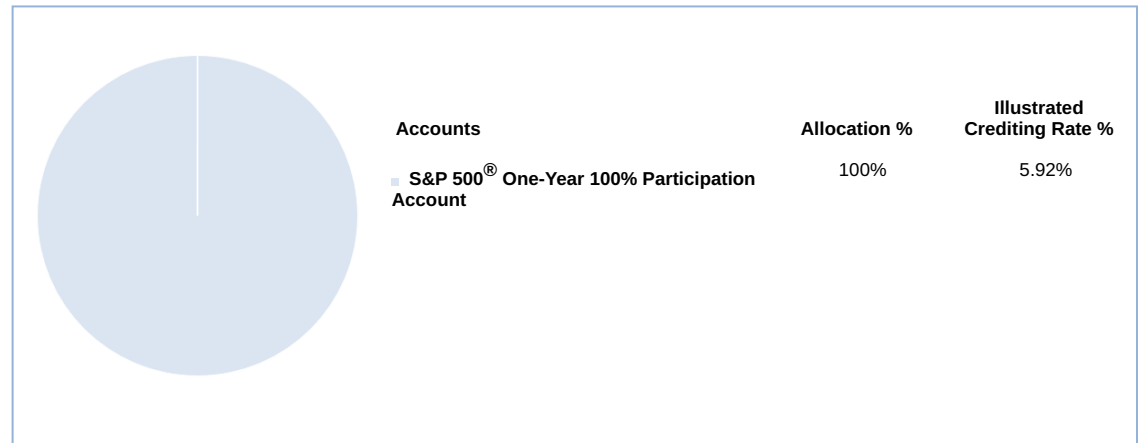 Accounts Allocation % Illustrated
Crediting Rate %
S&P 500® One-Year 100% Participation
Account 100% 5.92%